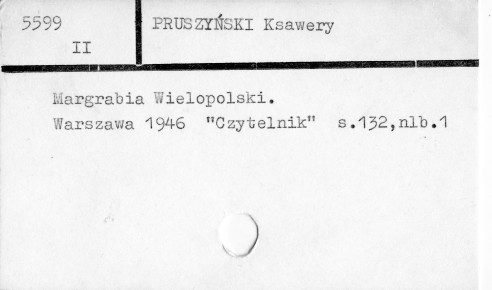 5599
II
PRUSZYŃSKI Ksawery
Margrabia Wielopolski.
Warszawa 1946 "Czytelnik" s.132,nlb.1